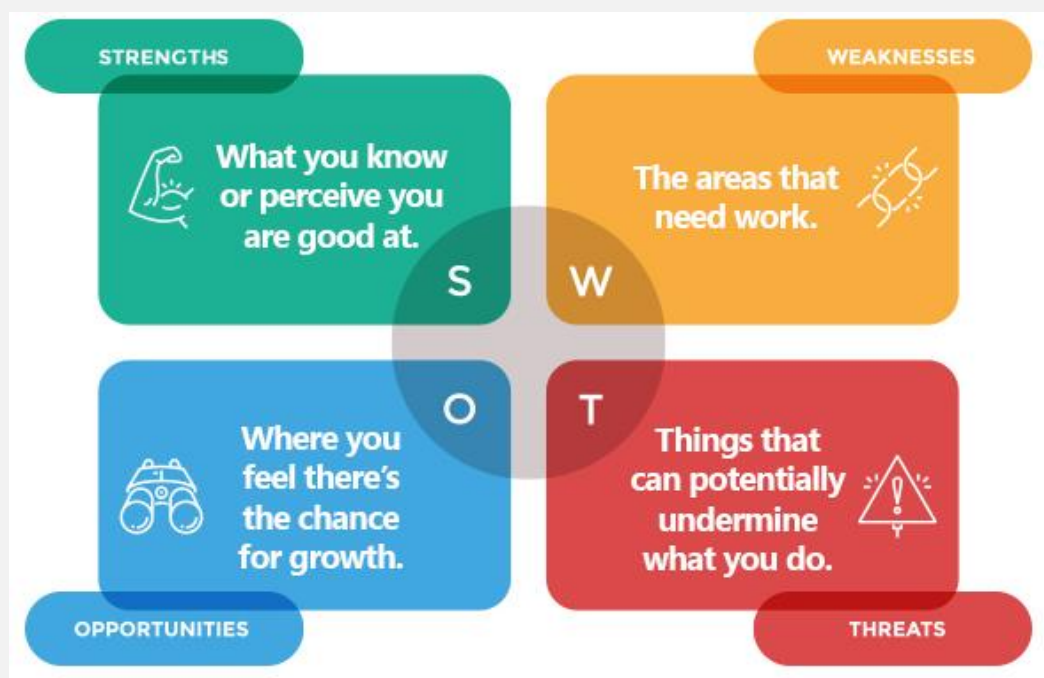 STRENGTHS
What you know
or perceive you
are good at.
S
WEAKNESSES
The areas that
need work.
W
O
Where you
feel there's
the chance
for growth.
OPPORTUNITIES
T
Things that
can potentially
undermine
what you do.
THREATS